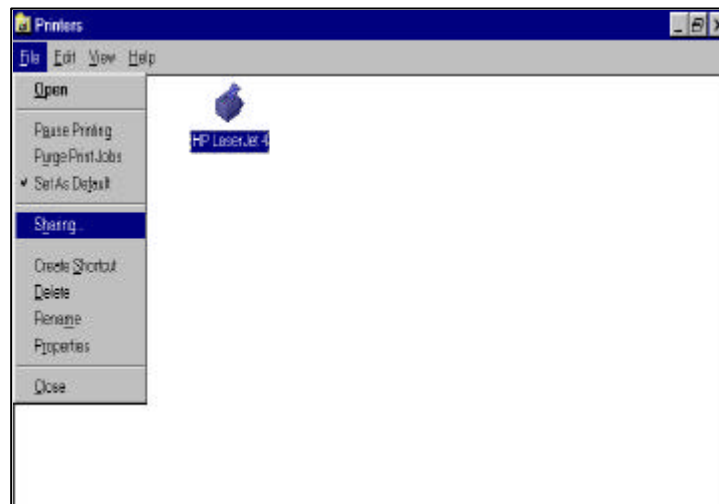 Printers
File Edit View Help
Open
Pause Printing
Purge Print Jobs
Set As Default
Sharing...
Create Shortcut
Delete
Rename
Properties
Close
HP LaserJet 4